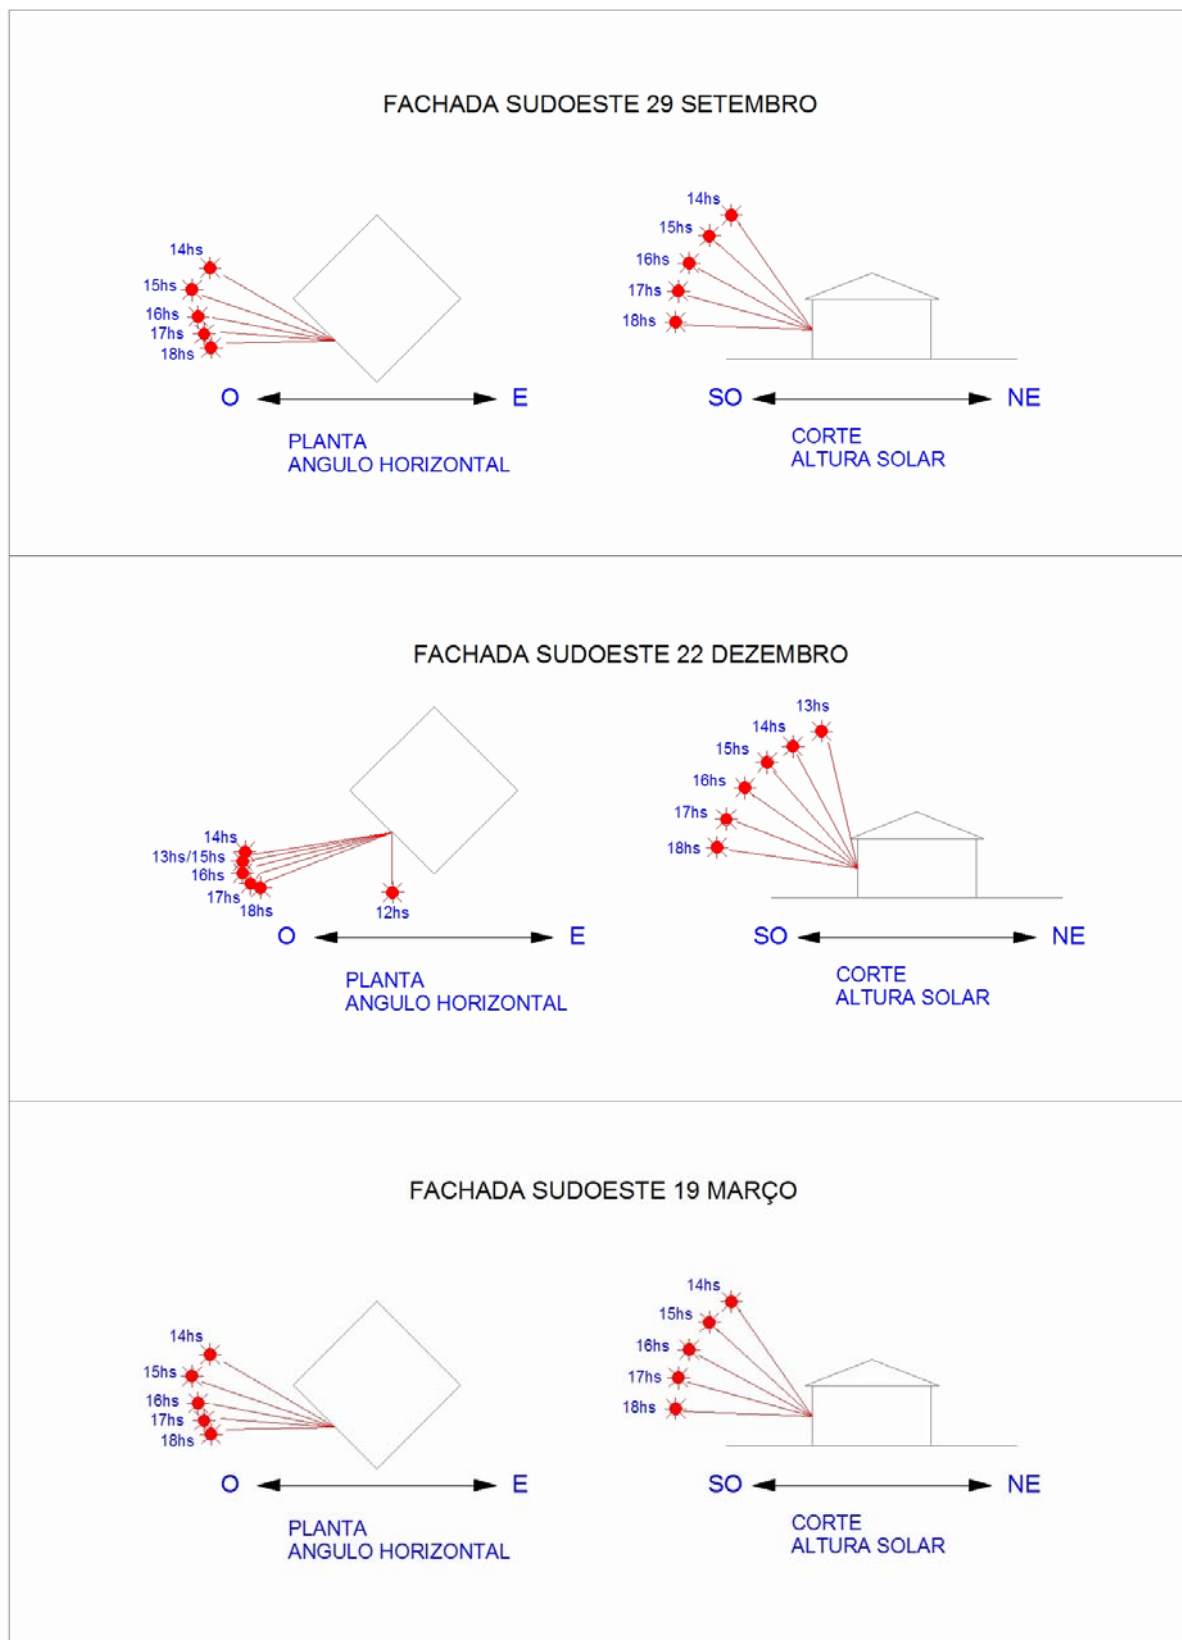 FACHADA SUDOESTE 29 SETEMBRO
14hs
15hs
16hs
17hs
18hs
O
E
PLANTA
ANGULO HORIZONTAL
14hs
15hs
16hs
17hs
18hs
SO
NE
CORTE
ALTURA SOLAR
FACHADA SUDOESTE 22 DEZEMBRO
14hs
13hs/15hs
16hs
17hs
18hs
12hs
O
E
PLANTA
ANGULO HORIZONTAL
13hs
14hs
15hs
16hs
17hs
18hs
SO
NE
CORTE
ALTURA SOLAR
FACHADA SUDOESTE 19 MARÇO
14hs
15hs
16hs
17hs
18hs
O
E
PLANTA
ANGULO HORIZONTAL
14hs
15hs
16hs
17hs
18hs
SO
NE
CORTE
ALTURA SOLAR